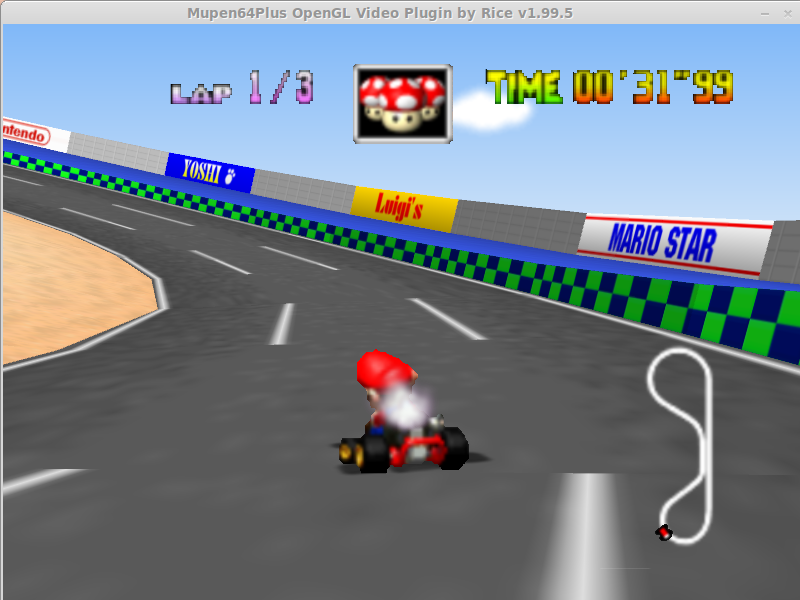 Mupen64Plus OpenGL Video Plugin by Rice v1.99.5
LAP 1/3
TIME 00'31"99
ntendo
YOSHI
Luigi's
MARIO STAR